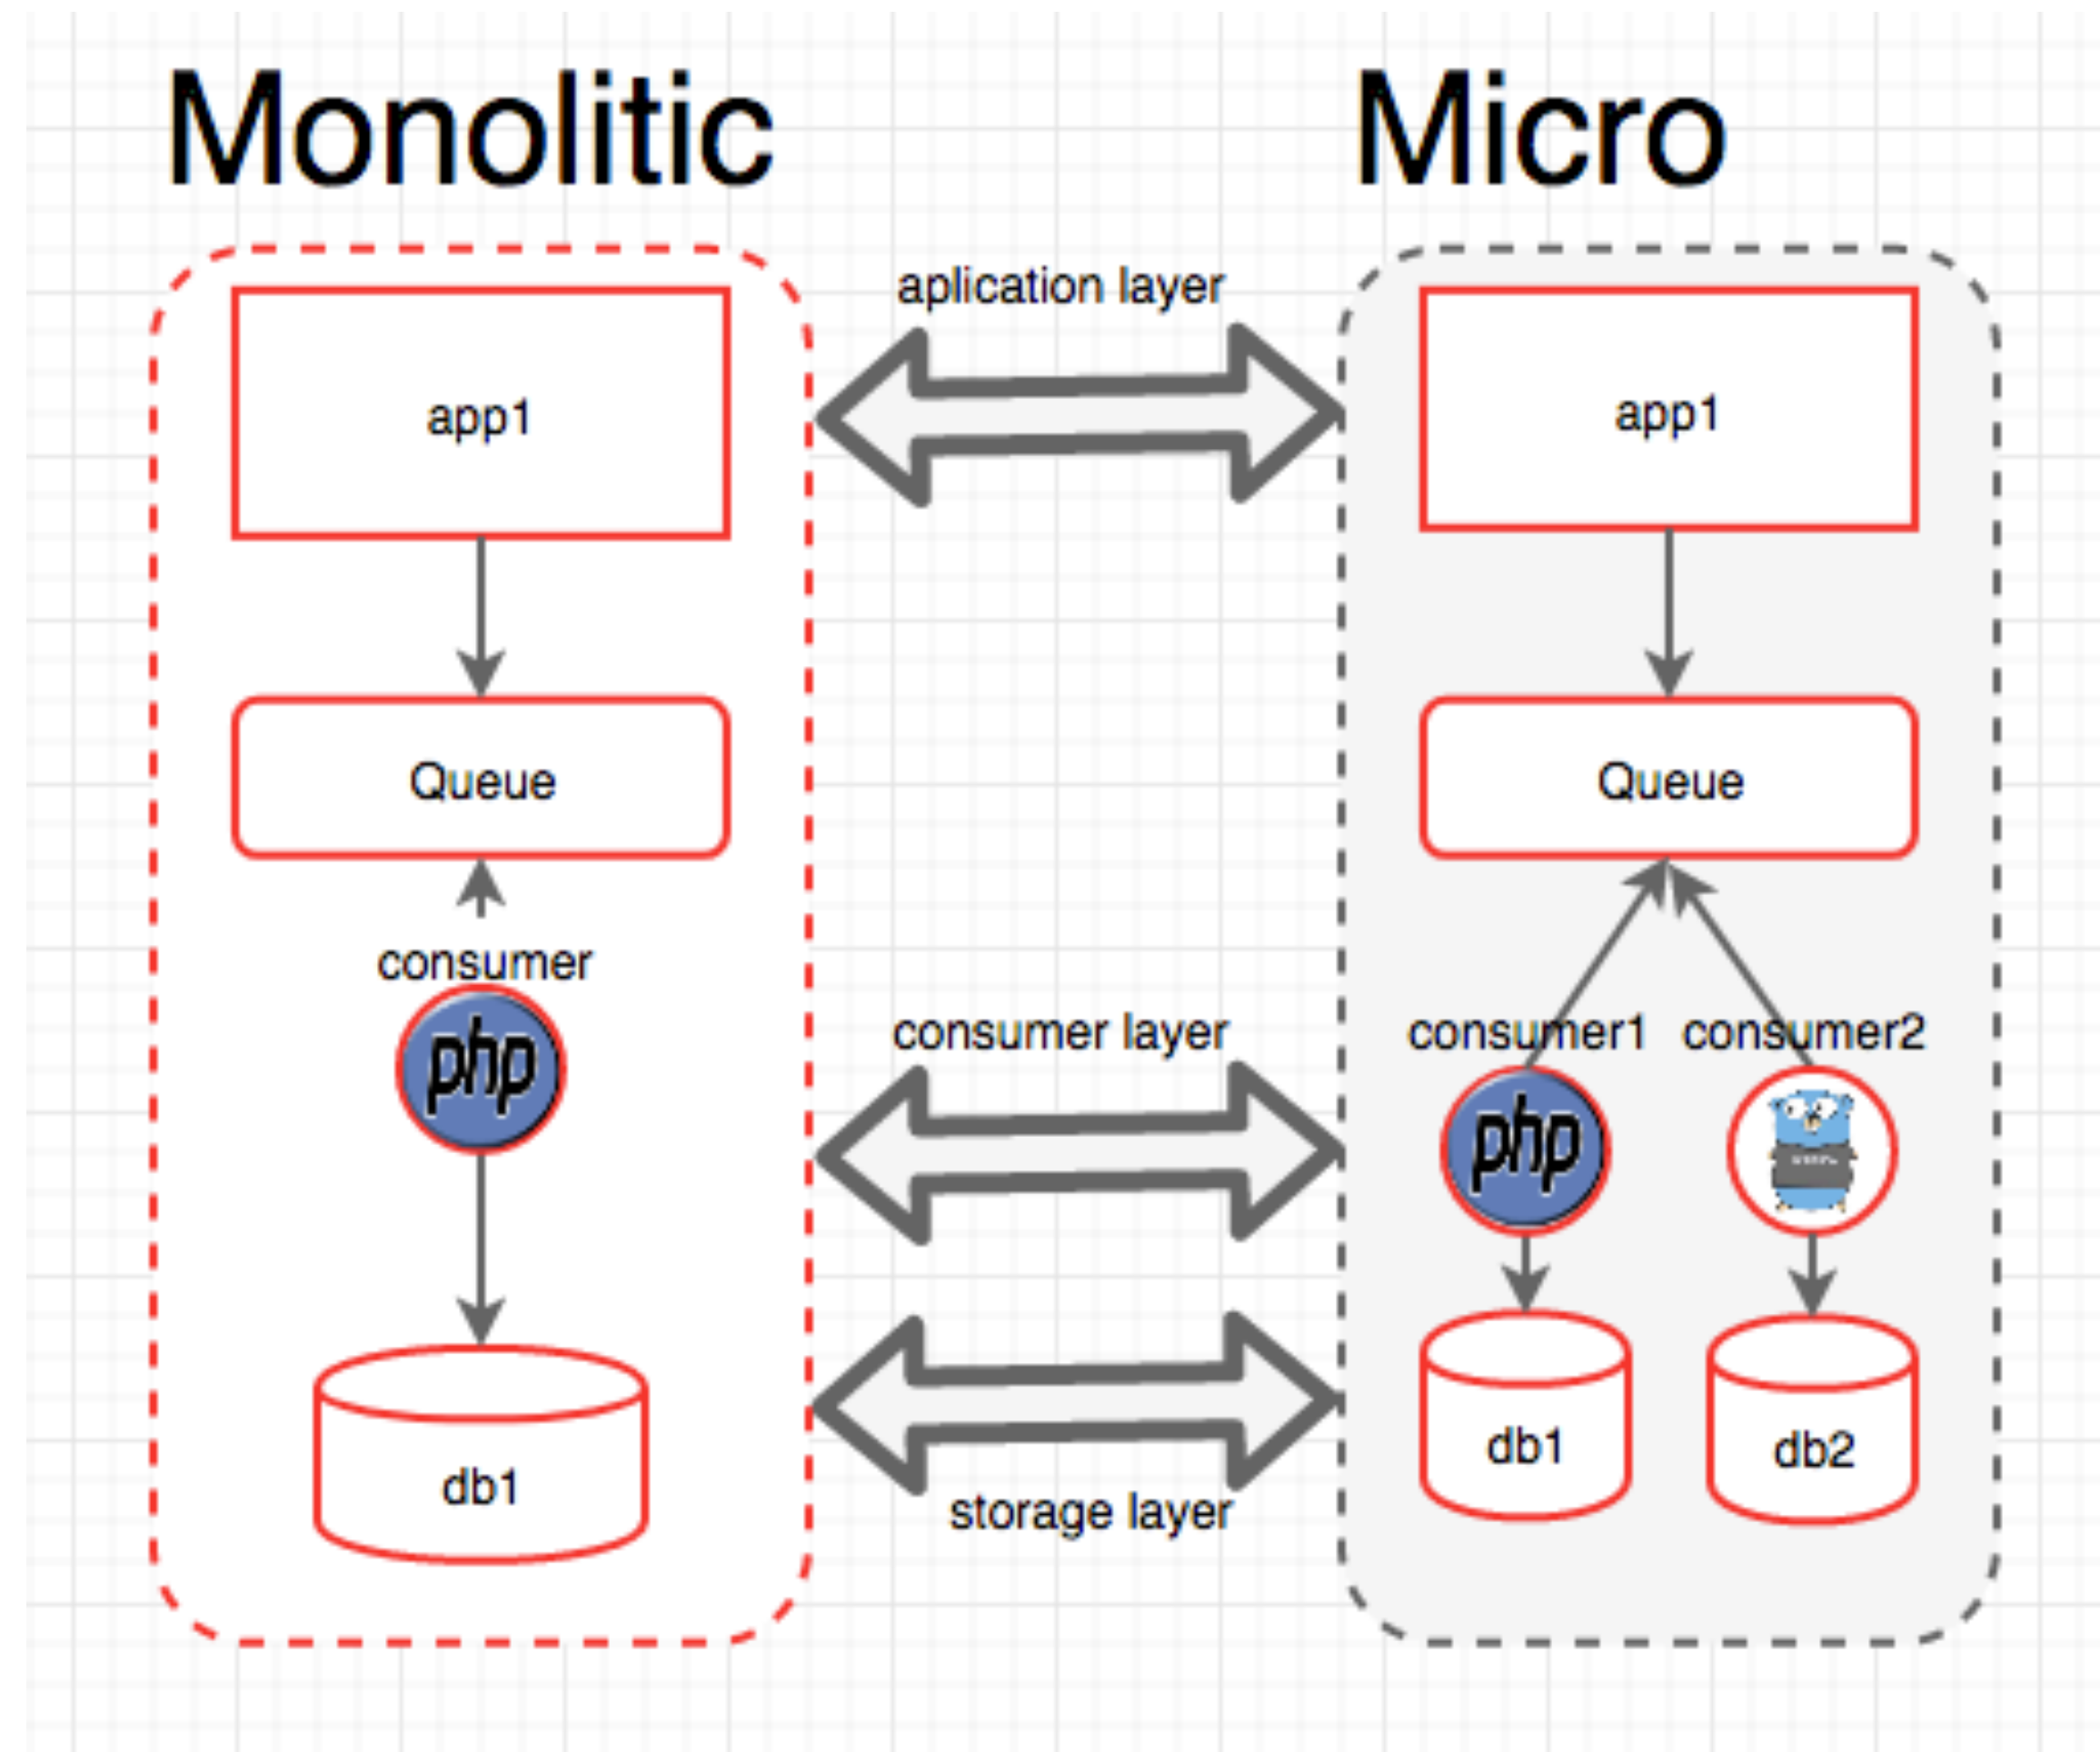 Monolitic
Micro
aplication layer
app1
app1
Queue
Queue
consumer
php
consumer layer
consumer1
consumer2
php
db1
storage layer
db1
db2